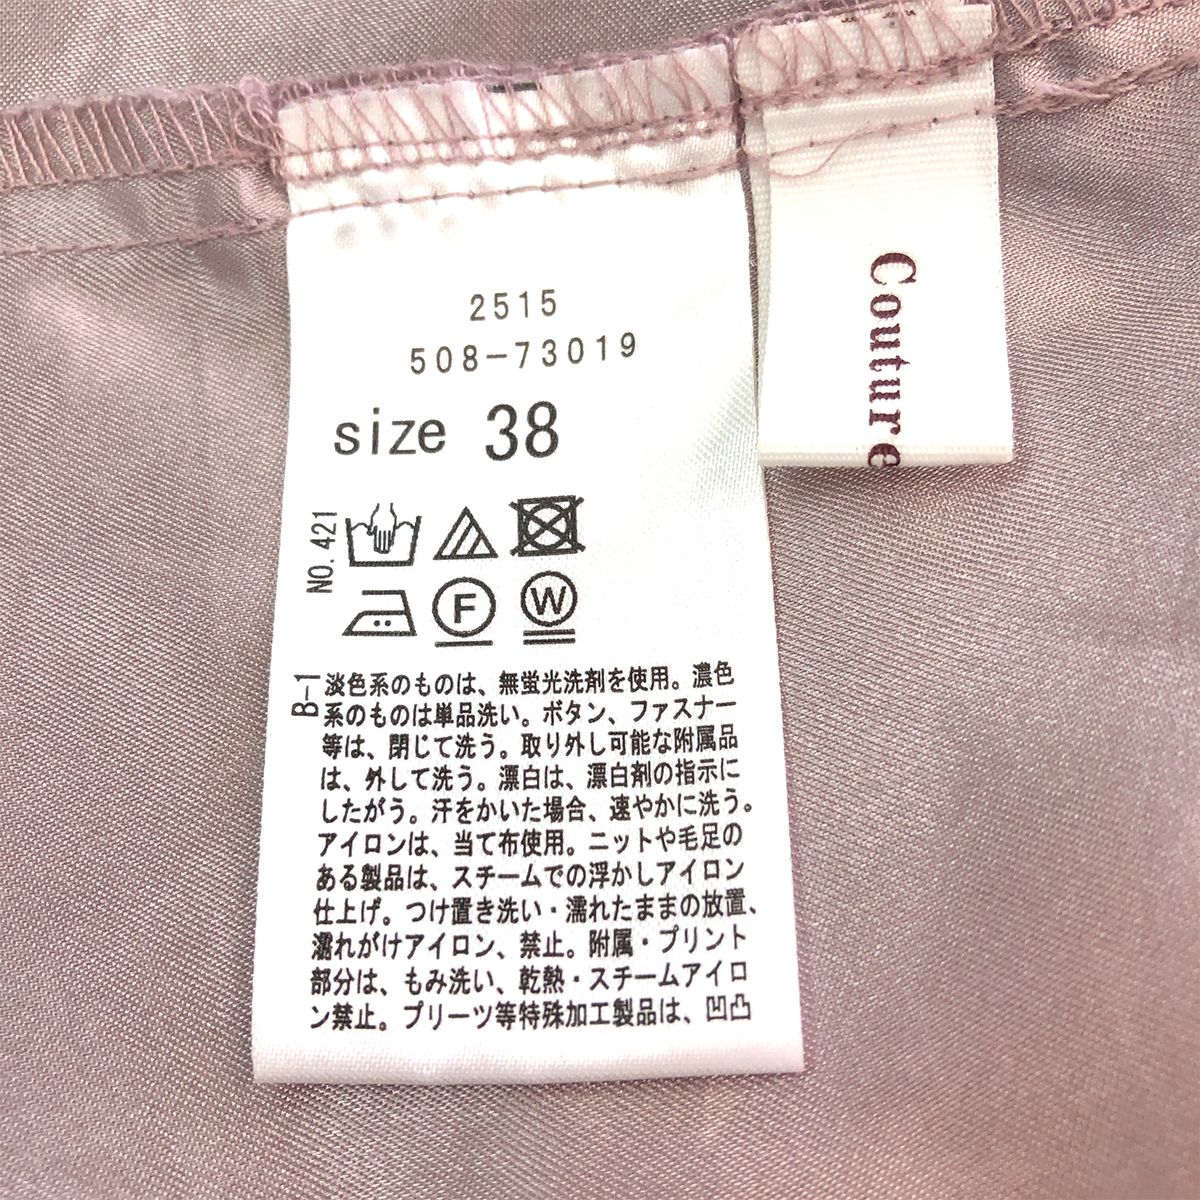 2515
508-73019
size 38
NO. 421
F
W
B-1
淡色系のものは、無蛍光洗剤を使用。濃色
系のものは単品洗い。ボタン、ファスナー
等は、閉じて洗う。取り外し可能な附属品
は、外して洗う。漂白は、漂白剤の指示に
したがう。汗をかいた場合、速やかに洗う。
アイロンは、当て布使用。ニットや毛足の
ある製品は、スチームでの浮かしアイロン
仕上げ。つけ置き洗い・濡れたままの放置、
濡れがけアイロン、禁止。附属・プリント
部分は、もみ洗い、乾熱・スチームアイロ
ン禁止。プリーツ等特殊加工製品は、凹凸
Couture